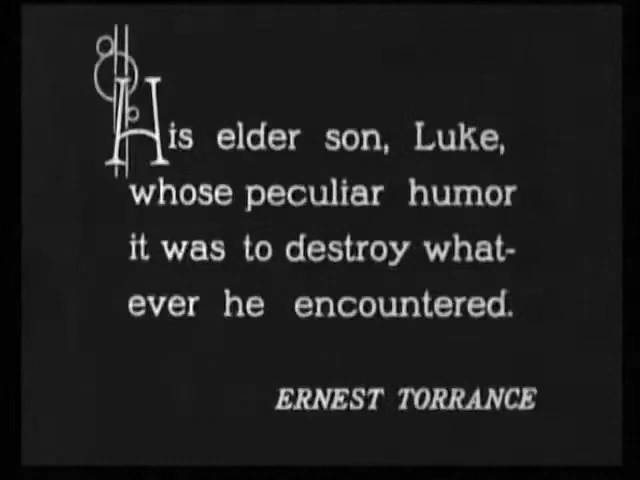 His elder son, Luke,
whose peculiar humor
it was to destroy what-
ever he encountered.
ERNEST TORRANCE